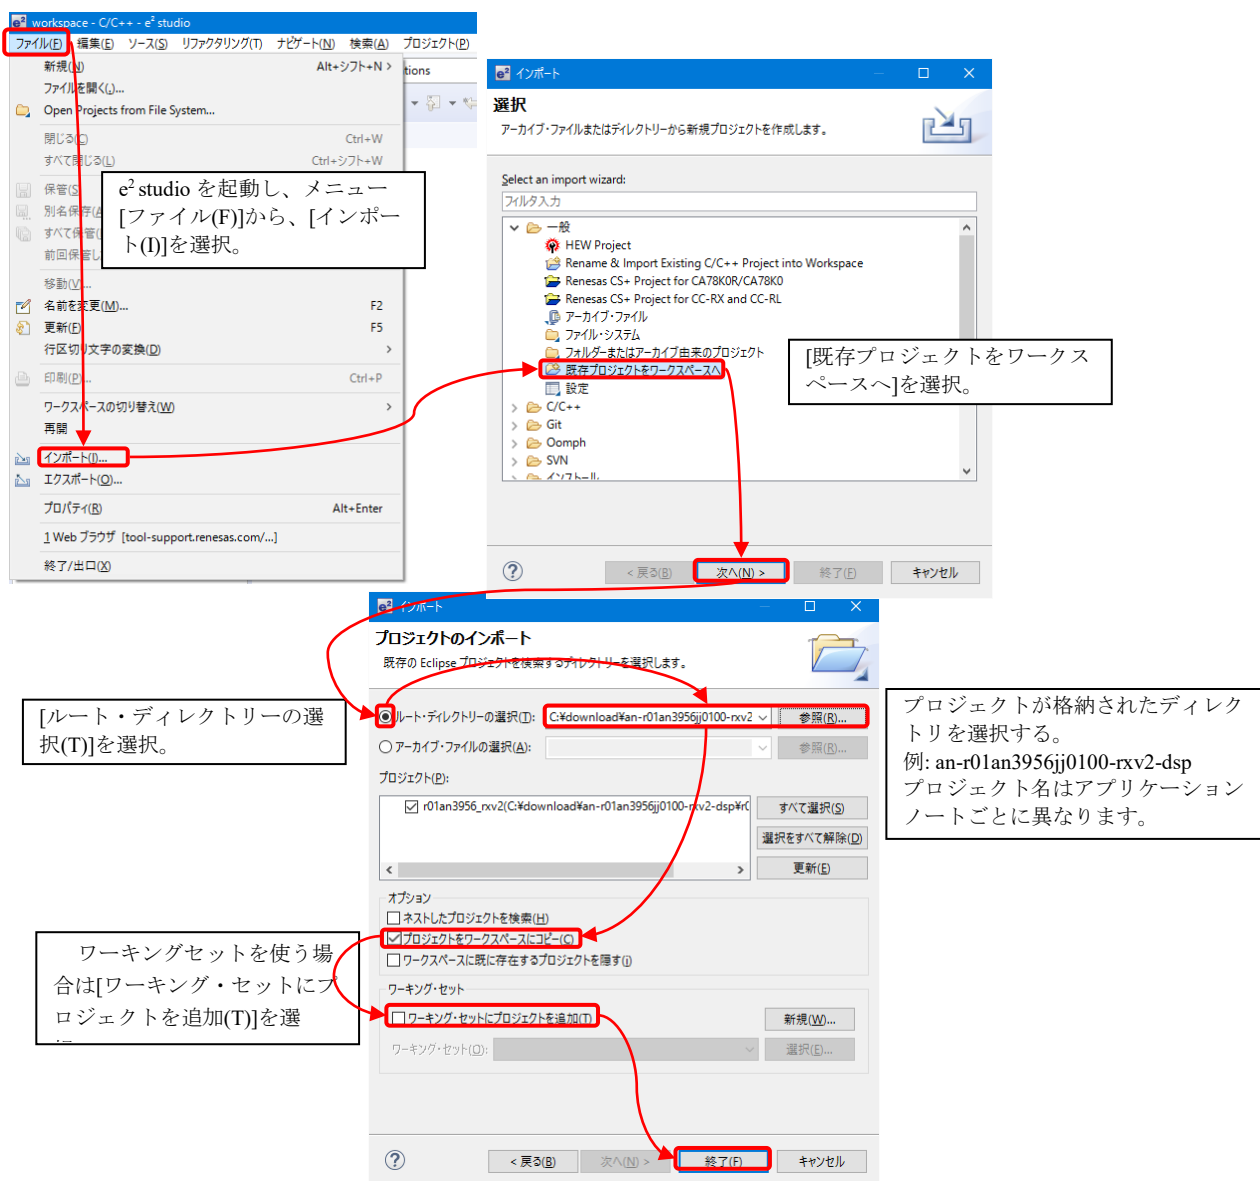 workspace - C/C++ - e² studio
ファイル(F) 編集(E) ソース(S) リファクタリング(T) ナビゲート(N) 検索(A) プロジェクト(P)
新規(N) Alt+シフト+N >
ファイルを開く(.)...
Open Projects from File System...
閉じる(C) Ctrl+W
すべて閉じる(L) Ctrl+シフト+W
保管(S)
別名保存(A
すべて保管(
前回保管し
移動(V)...
名前を変更(M)... F2
更新(F) F5
行区切り文字の変換(D) >
印刷(P)... Ctrl+P
ワークスペースの切り替え(W) >
再開
インポート(I)...
エクスポート(O)...
プロパティ(R) Alt+Enter
1 Web ブラウザ [tool-support.renesas.com/...]
終了/出口(X)
tions
e² studio を起動し、メニュー
[ファイル(F)]から、[インポー
ト(I)]を選択。
e² インポート
選択
アーカイブ・ファイルまたはディレクトリーから新規プロジェクトを作成します。
Select an import wizard:
フィルタ入力
一般
HEW Project
Rename & Import Existing C/C++ Project into Workspace
Renesas CS+ Project for CA78K0R/CA78K0
Renesas CS+ Project for CC-RX and CC-RL
アーカイブ・ファイル
ファイル・システム
フォルダーまたはアーカイブ由来のプロジェクト
既存プロジェクトをワークスペースへ
設定
C/C++
Git
Oomph
SVN
インストール
[既存プロジェクトをワークス
ペースへ]を選択。
< 戻る(B) 次へ(N) > 終了(F) キャンセル
e² インポート
プロジェクトのインポート
既存の Eclipse プロジェクトを検索するディレクトリーを選択します。
[ルート・ディレクトリーの選
択(T)]を選択。
ルート・ディレクトリーの選択(T): C:¥download¥an-r01an3956jj0100-rxv2 参照(R)...
アーカイブ・ファイルの選択(A): 参照(R)...
プロジェクト(P):
r01an3956_rxv2(C:¥download¥an-r01an3956jj0100-rxv2-dsp¥r0
すべて選択(S)
選択をすべて解除(D)
更新(E)
プロジェクトが格納されたディレク
トリを選択する。
例: an-r01an3956jj0100-rxv2-dsp
プロジェクト名はアプリケーション
ノートごとに異なります。
オプション
ネストしたプロジェクトを検索(H)
プロジェクトをワークスペースにコピー(C)
ワークスペースに既に存在するプロジェクトを隠す(i)
ワーキングセットを使う場
合は[ワーキング・セットにプ
ロジェクトを追加(T)]を選
ワーキング・セット
ワーキング・セットにプロジェクトを追加(T) 新規(W)...
ワーキング・セット(O): 選択(E)...
< 戻る(B) 次へ(N) > 終了(F) キャンセル